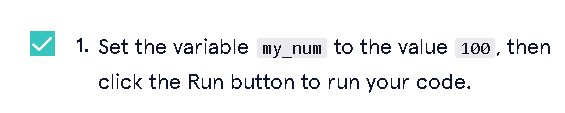 1. Set the variable my_num to the value 100, then
click the Run button to run your code.